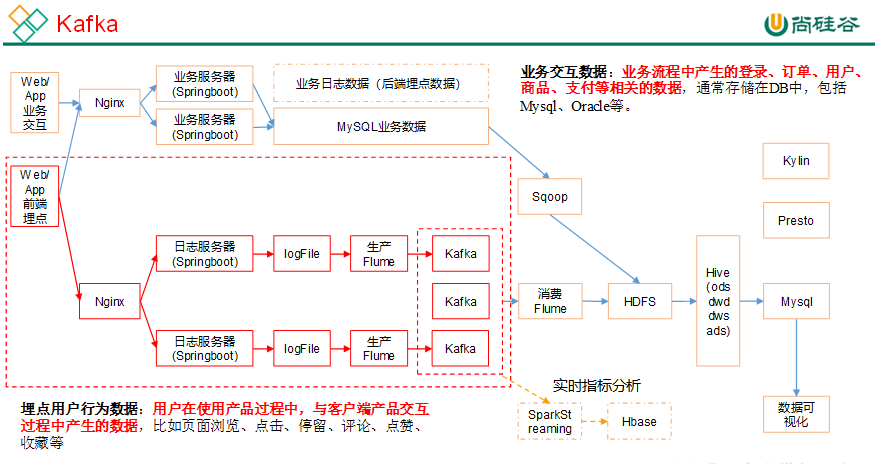 Kafka
尚硅谷
Web/
App
业务
交互
Nginx
业务服务器
(Springboot)
业务服务器
(Springboot)
业务日志数据（后端埋点数据）
MySQL业务数据
业务交互数据：业务流程中产生的登录、订单、用户、
商品、支付等相关的数据，通常存储在DB中，包括
Mysql、Oracle等。
Web/
App
前端
埋点
Sqoop
Kylin
Presto
Nginx
日志服务器
(Springboot)
logFile
生产
Flume
Kafka
Kafka
日志服务器
(Springboot)
logFile
生产
Flume
Kafka
消费
Flume
HDFS
Hive
(ods
dwd
dws
ads)
Mysql
实时指标分析
SparkSt
reaming
Hbase
数据可
视化
埋点用户行为数据：用户在使用产品过程中，与客户端产品交互
过程中产生的数据，比如页面浏览、点击、停留、评论、点赞、
收藏等